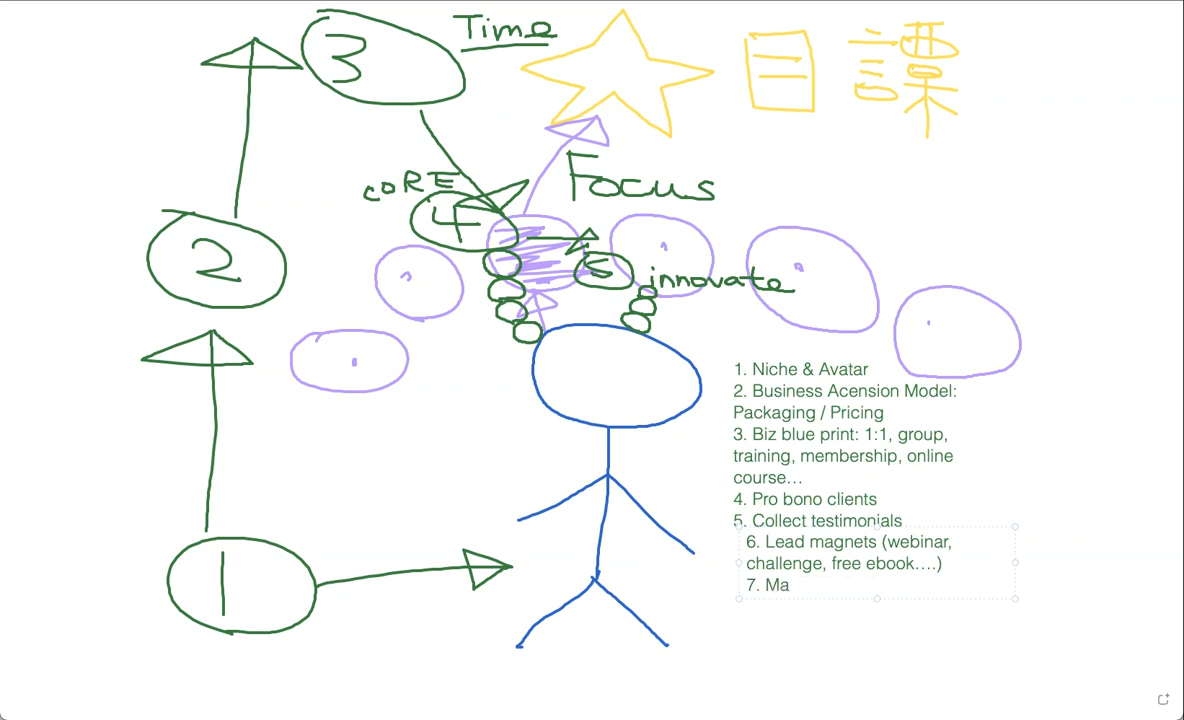 3
Time
目
CORE
Focus
4
2
5
innovate
1. Niche & Avatar
2. Business Acension Model:
Packaging / Pricing
3. Biz blue print: 1:1, group,
training, membership, online
course…
4. Pro bono clients
5. Collect testimonials
6. Lead magnets (webinar,
challenge, free ebook….)
7. Ma
1